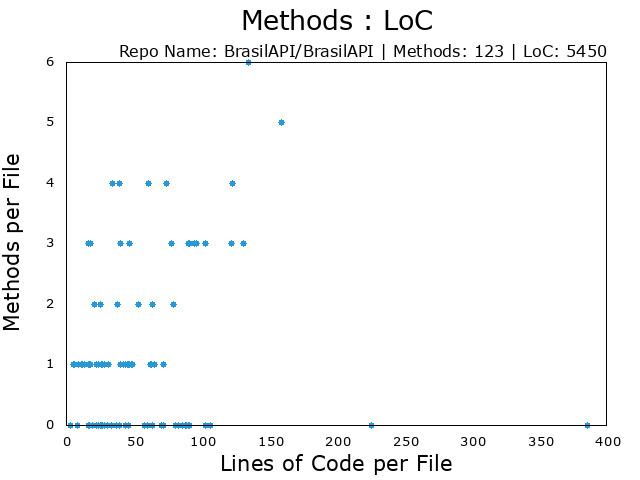 Methods : LoC
Repo Name: BrasilAPI/BrasilAPI | Methods: 123 | LoC: 5450
6
5
4
3
2
1
0
Methods per File
0 50 100 150 200 250 300 350 400
Lines of Code per File